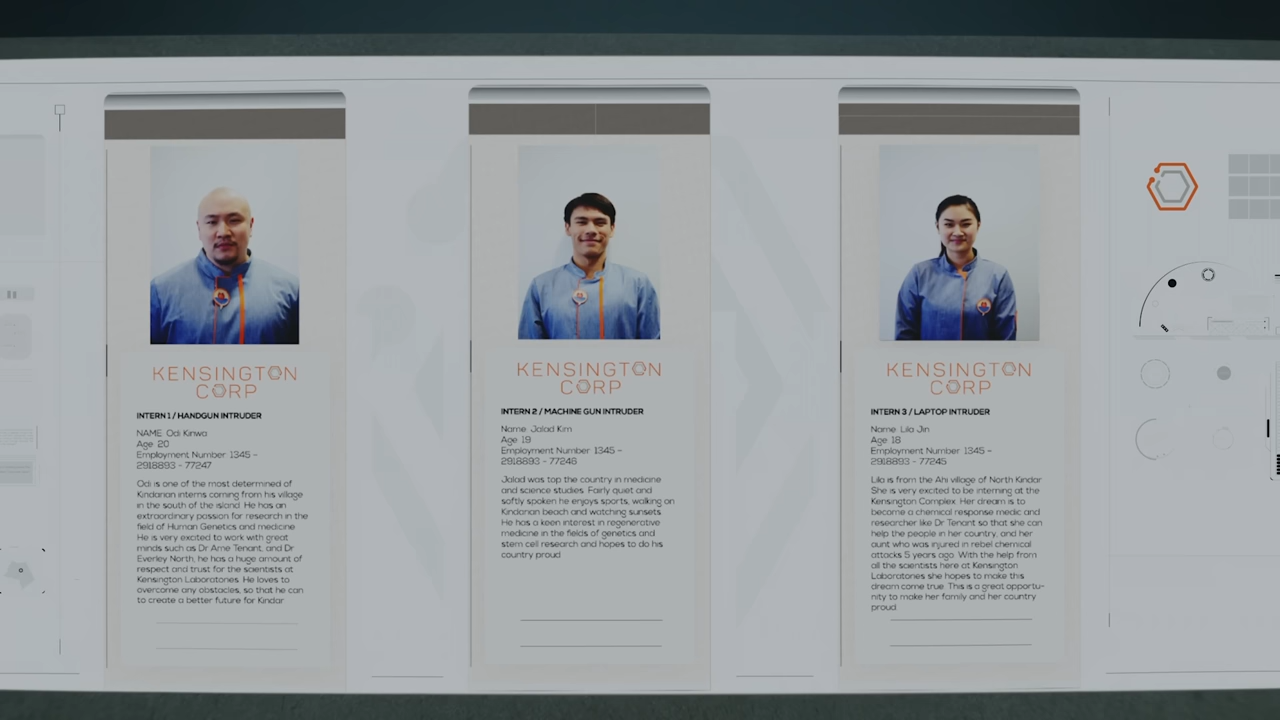 KENSINGTON
CORP
INTERN 1 / HANDGUN INTRUDER
NAME: Odi Kinwa
Age: 20
Employment Number: 1345 -
2918893 - 77247
Odi is one of the most determined of
Kindarian interns coming from his village
in the south of the island. He has an
extraordinary passion for research in the
field of Human Genetics and medicine.
He is very excited to work with great
minds such as Dr Arne Tenant, and Dr
Everley North, he has a huge amount of
respect and trust for the scientists at
Kensington Laboratories. He loves to
overcome any obstacles, so that he can
to create a better future for Kindar
KENSINGTON
CORP
INTERN 2 / MACHINE GUN INTRUDER
Name: Jalad Kim
Age: 19
Employment Number: 1345 -
2918893 - 77246
Jalad was top the country in medicine
and science studies. Fairly quiet and
softly spoken he enjoys sports, walking on
Kindarian beach and watching sunsets.
He has a keen interest in regenerative
medicine in the fields of genetics and
stem cell research and hopes to do his
country proud
KENSINGTON
CORP
INTERN 3 / LAPTOP INTRUDER
Name: Lila Jin
Age: 18
Employment Number: 1345 -
2918893 - 77245
Lila is from the Ahi village of North Kindar
She is very excited to be interning at the
Kensington Complex. Her dream is to
become a chemical response medic and
researcher like Dr Tenant so that she can
help the people in her country, and her
aunt who was injured in rebel chemical
attacks 5 years ago. With the help from
all the scientists here at Kensington
Laboratories she hopes to make this
dream come true. This is a great opportu-
nity to make her family and her country
proud